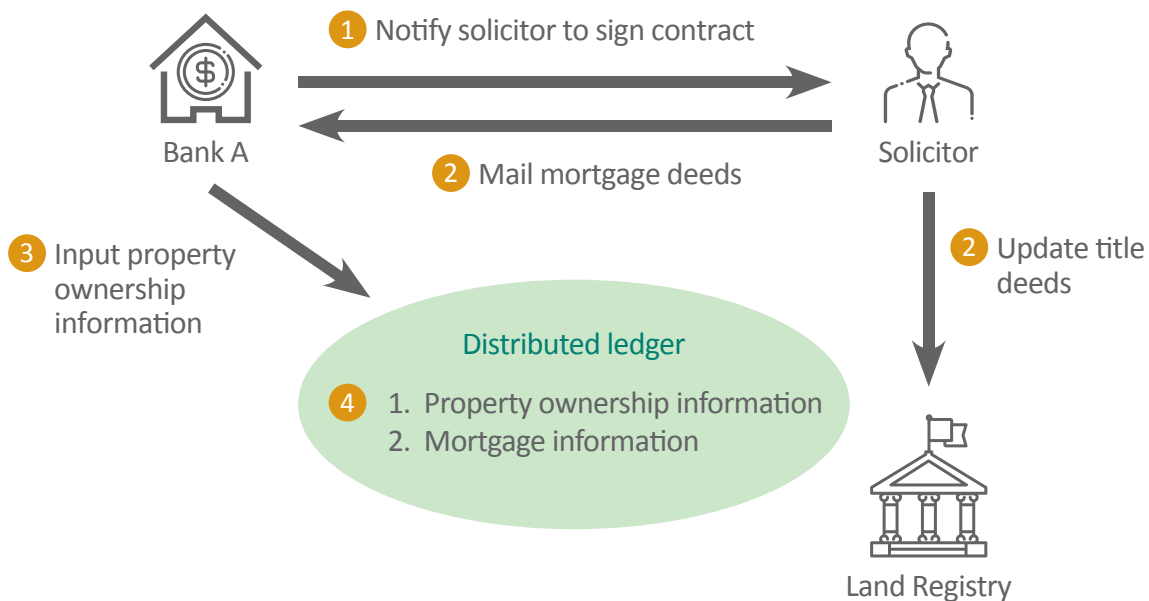 1 Notify solicitor to sign contract
$
Bank A
Solicitor
2 Mail mortgage deeds
3 Input property
ownership
information
2 Update title
deeds
Distributed ledger
4 1. Property ownership information
2. Mortgage information
Land Registry